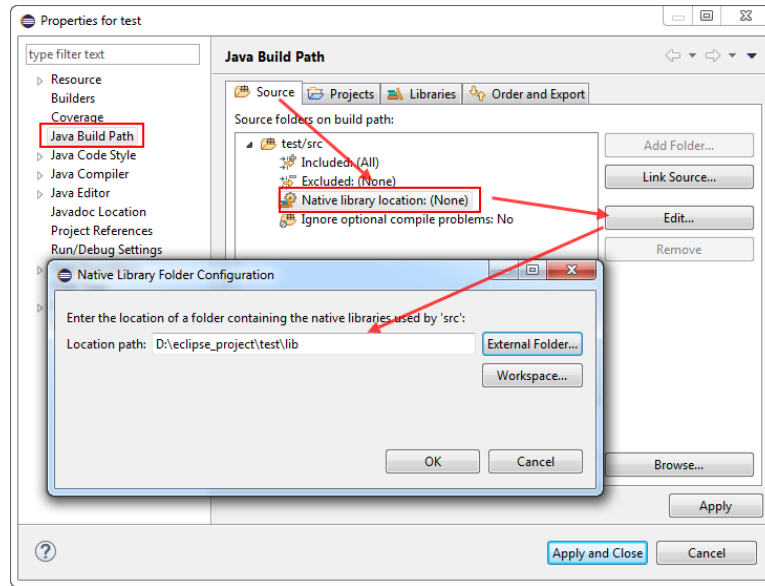 Properties for test
type filter text
Resource
Builders
Coverage
Java Build Path
Java Code Style
Java Compiler
Java Editor
Javadoc Location
Project References
Run/Debug Settings
Java Build Path
Source
Projects
Libraries
Order and Export
Source folders on build path:
test/src
Included: (All)
Excluded: (None)
Native library location: (None)
Ignore optional compile problems: No
Add Folder...
Link Source...
Edit...
Remove
Native Library Folder Configuration
Enter the location of a folder containing the native libraries used by 'src':
Location path: D:\eclipse_project\test\lib
External Folder...
Workspace...
OK
Cancel
Browse...
Apply
Apply and Close
Cancel